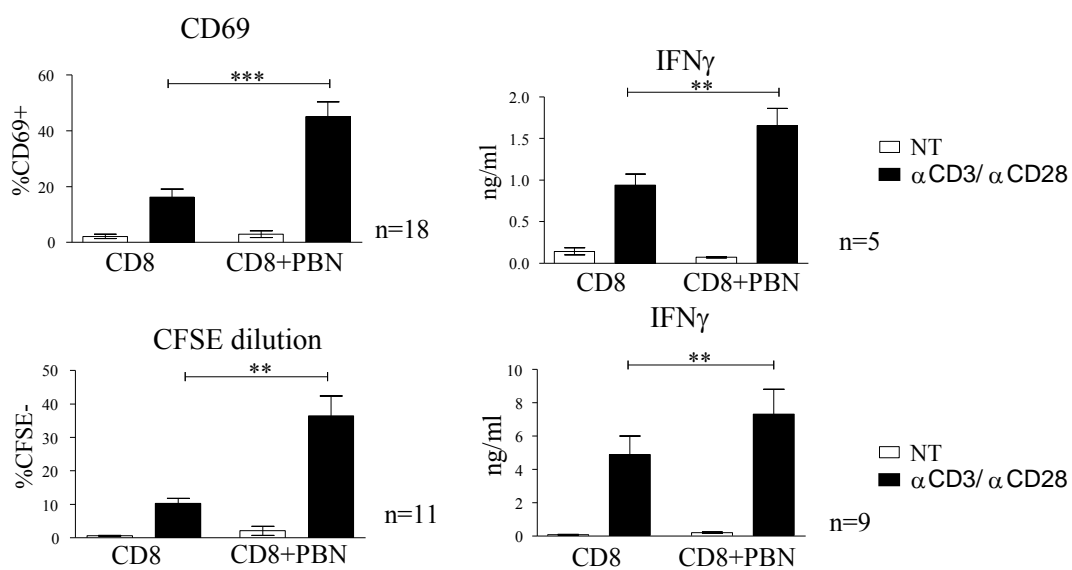 CD69
***
%CD69+
60
40
20
0
CD8
CD8+PBN
n=18
IFNγ
**
ng/ml
2.0
1.5
1.0
0.5
0.0
CD8
CD8+PBN
n=5
NT
αCD3/ αCD28
CFSE dilution
**
%CFSE-
50
40
30
20
10
0
CD8
CD8+PBN
n=11
IFNγ
**
ng/ml
10
8
6
4
2
0
CD8
CD8+PBN
n=9
NT
αCD3/ αCD28